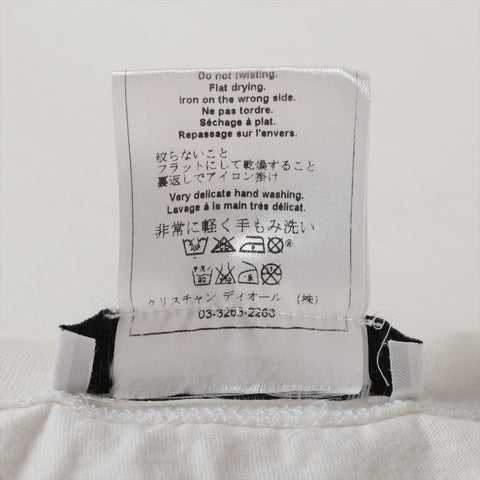 Do not twisting.
Flat drying.
Iron on the wrong side.
Ne pas tordre.
Séchage à plat.
Repassage sur l'envers.
絞らないこと
フラットにして乾燥すること
裏返しでアイロン掛け
Very delicate hand washing.
Lavage à la main très délicat.
非常に軽く手もみ洗い
クリスチャン ディオール (株)
03-3263-2266